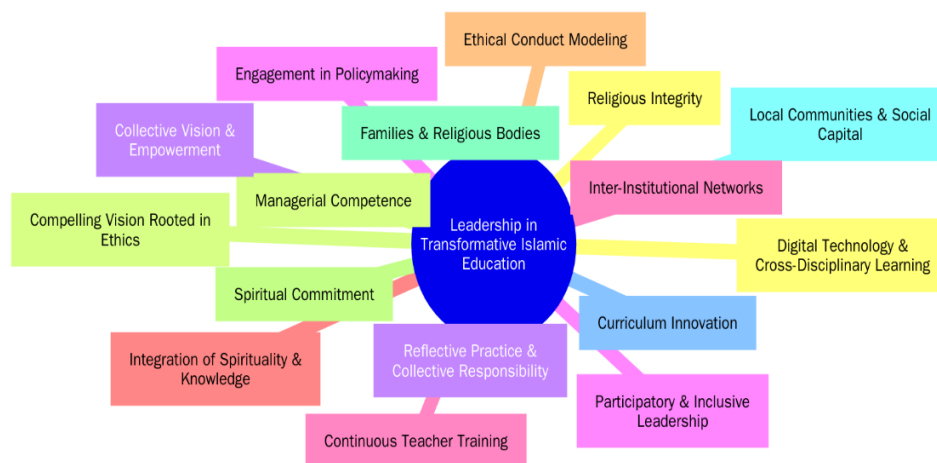 Ethical Conduct Modeling
Engagement in Policymaking
Religious Integrity
Local Communities & Social
Capital
Collective Vision &
Empowerment
Families & Religious Bodies
Inter-Institutional Networks
Managerial Competence
Compelling Vision Rooted in
Ethics
Leadership in
Transformative Islamic
Education
Digital Technology &
Cross-Disciplinary Learning
Spiritual Commitment
Curriculum Innovation
Integration of Spirituality &
Knowledge
Reflective Practice &
Collective Responsibility
Participatory & Inclusive
Leadership
Continuous Teacher Training